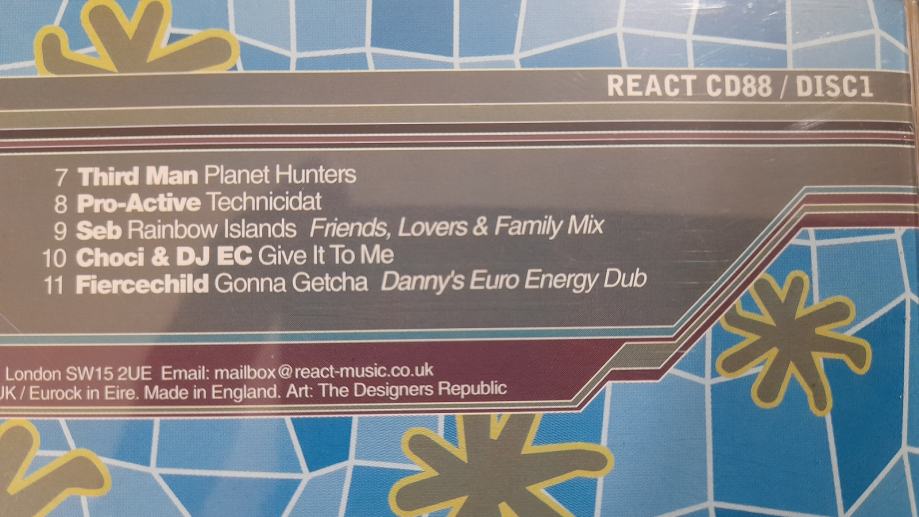 REACT CD88 / DISC1
7 Third Man Planet Hunters
8 Pro-Active Technicidat
9 Seb Rainbow Islands Friends, Lovers & Family Mix
10 Choci & DJ EC Give It To Me
11 Fiercechild Gonna Getcha Danny's Euro Energy Dub
London SW15 2UE Email: mailbox@react-music.co.uk
UK / Eurock in Eire. Made in England. Art: The Designers Republic